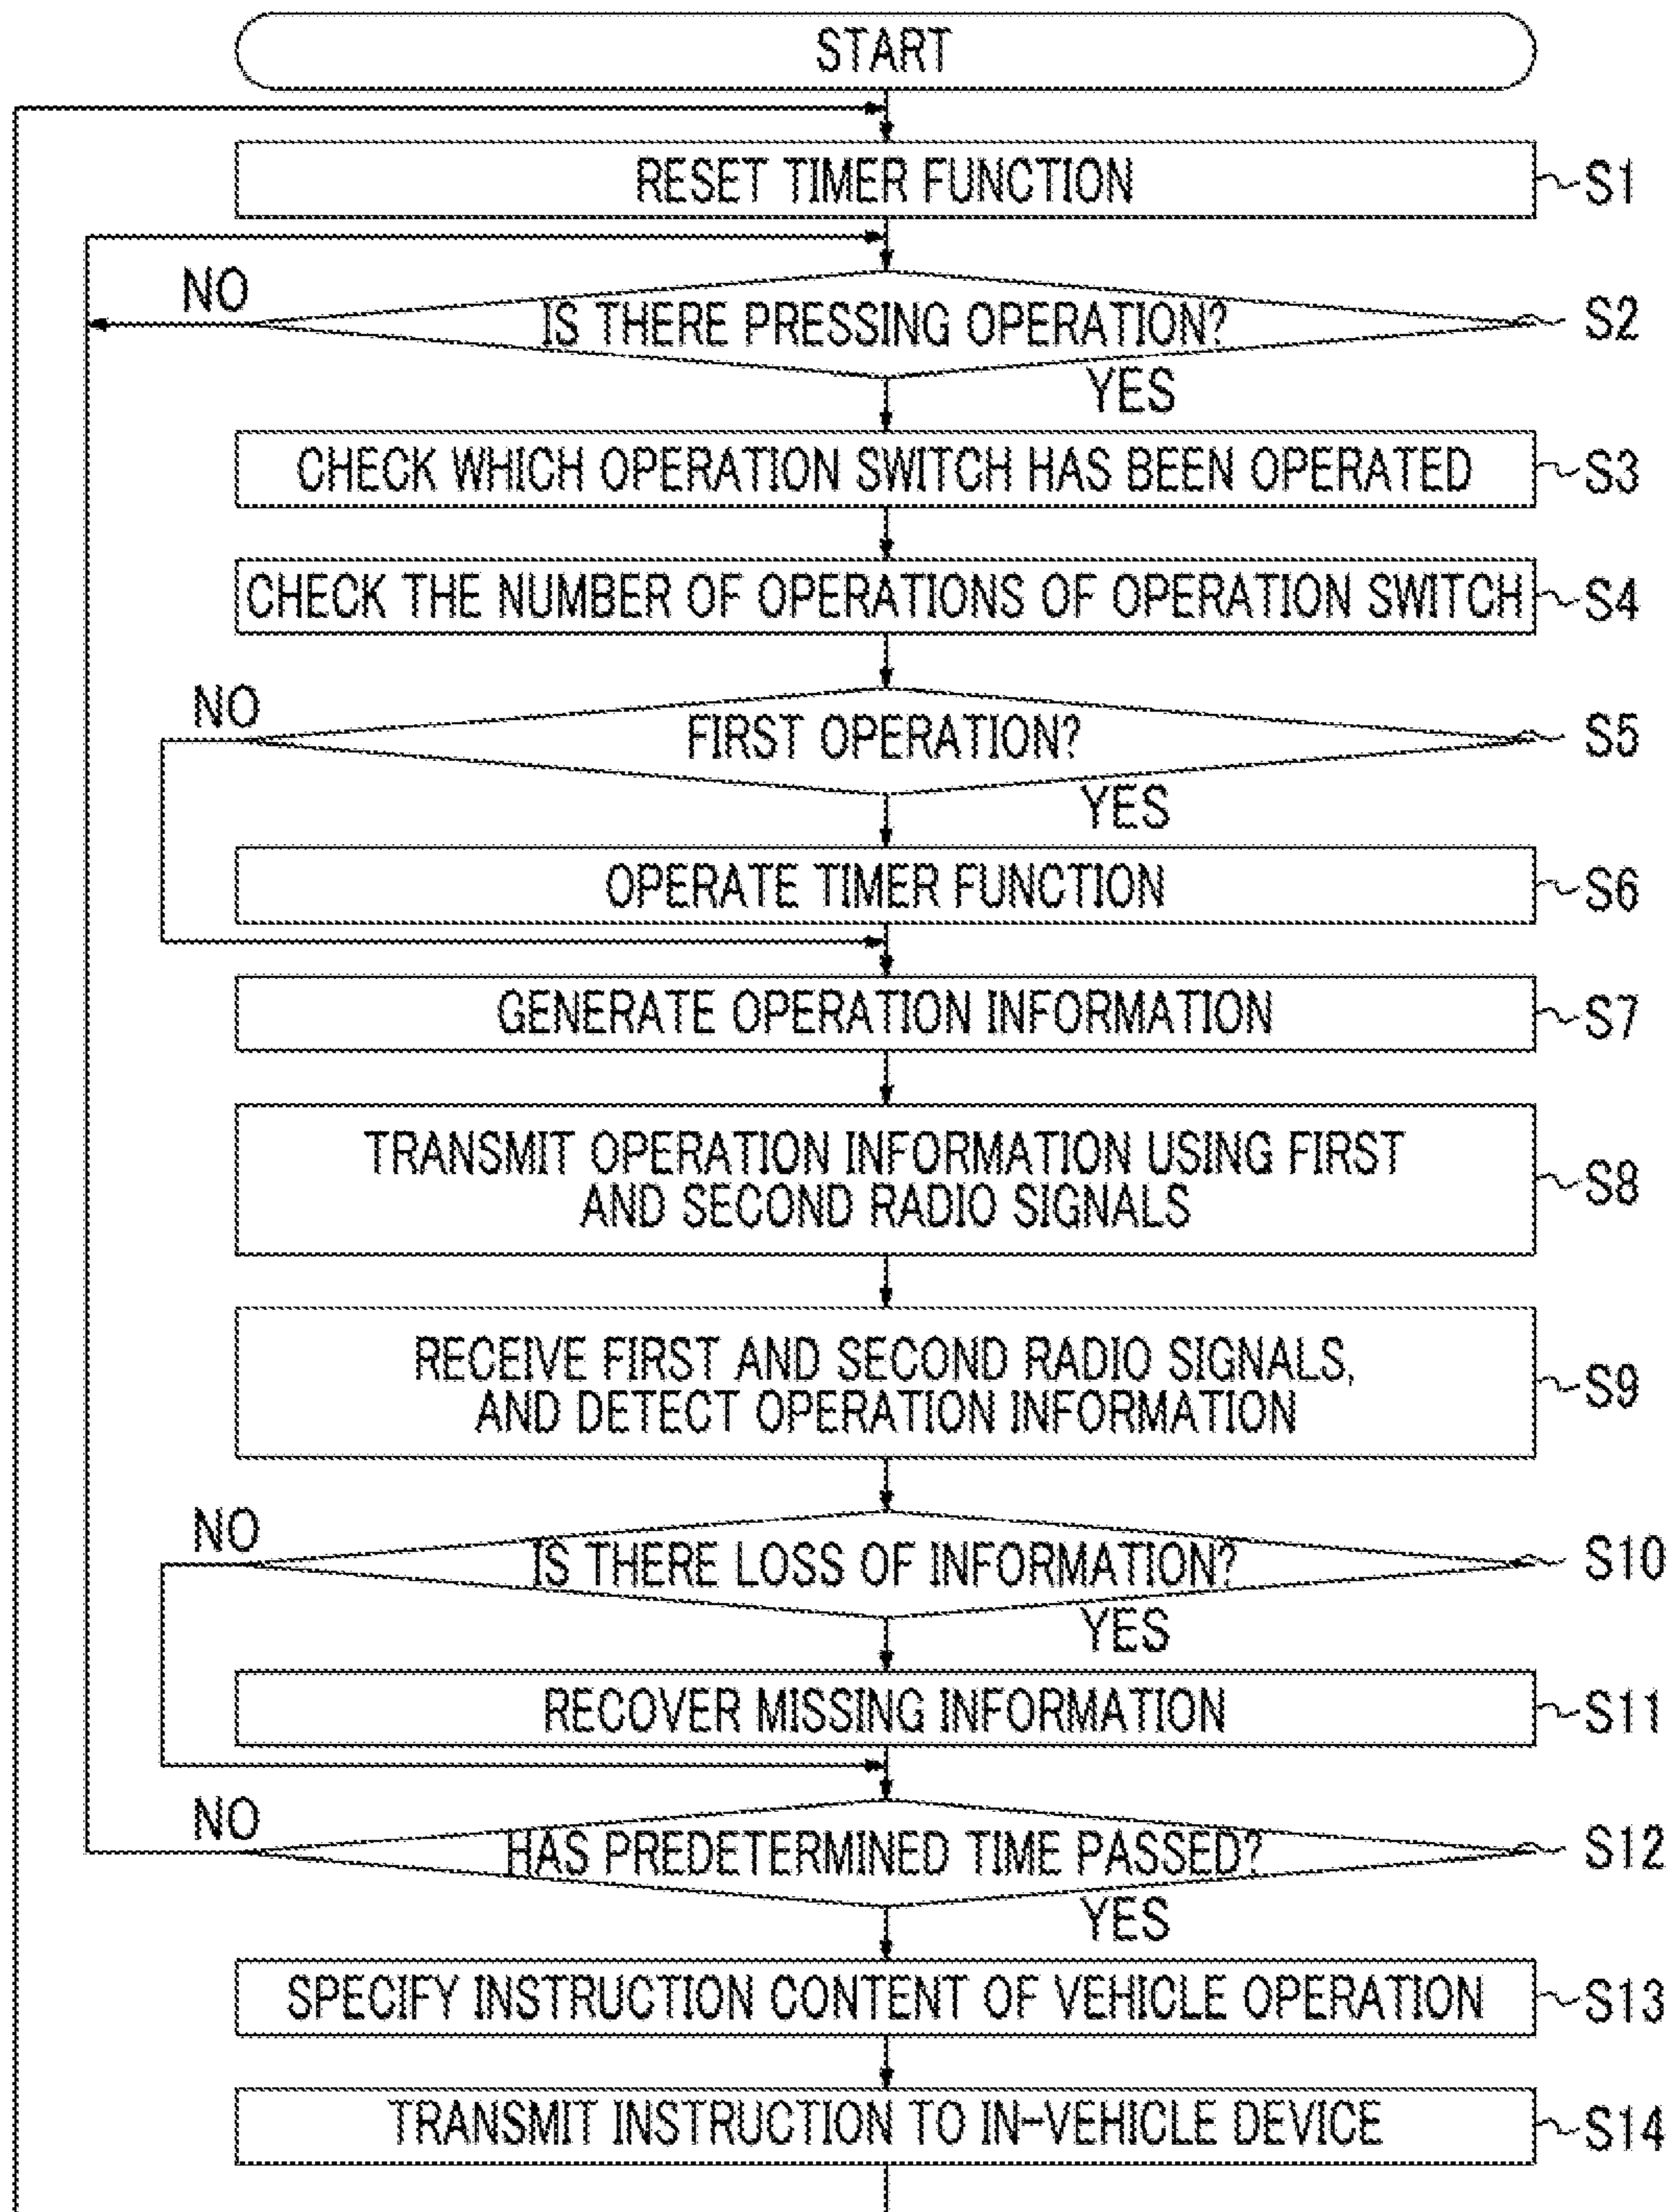 START
RESET TIMER FUNCTION
S1
NO
IS THERE PRESSING OPERATION?
S2
YES
CHECK WHICH OPERATION SWITCH HAS BEEN OPERATED
S3
CHECK THE NUMBER OF OPERATIONS OF OPERATION SWITCH
S4
NO
FIRST OPERATION?
S5
YES
OPERATE TIMER FUNCTION
S6
GENERATE OPERATION INFORMATION
S7
TRANSMIT OPERATION INFORMATION USING FIRST
AND SECOND RADIO SIGNALS
S8
RECEIVE FIRST AND SECOND RADIO SIGNALS,
AND DETECT OPERATION INFORMATION
S9
NO
IS THERE LOSS OF INFORMATION?
S10
YES
RECOVER MISSING INFORMATION
S11
NO
HAS PREDETERMINED TIME PASSED?
S12
YES
SPECIFY INSTRUCTION CONTENT OF VEHICLE OPERATION
S13
TRANSMIT INSTRUCTION TO IN-VEHICLE DEVICE
S14